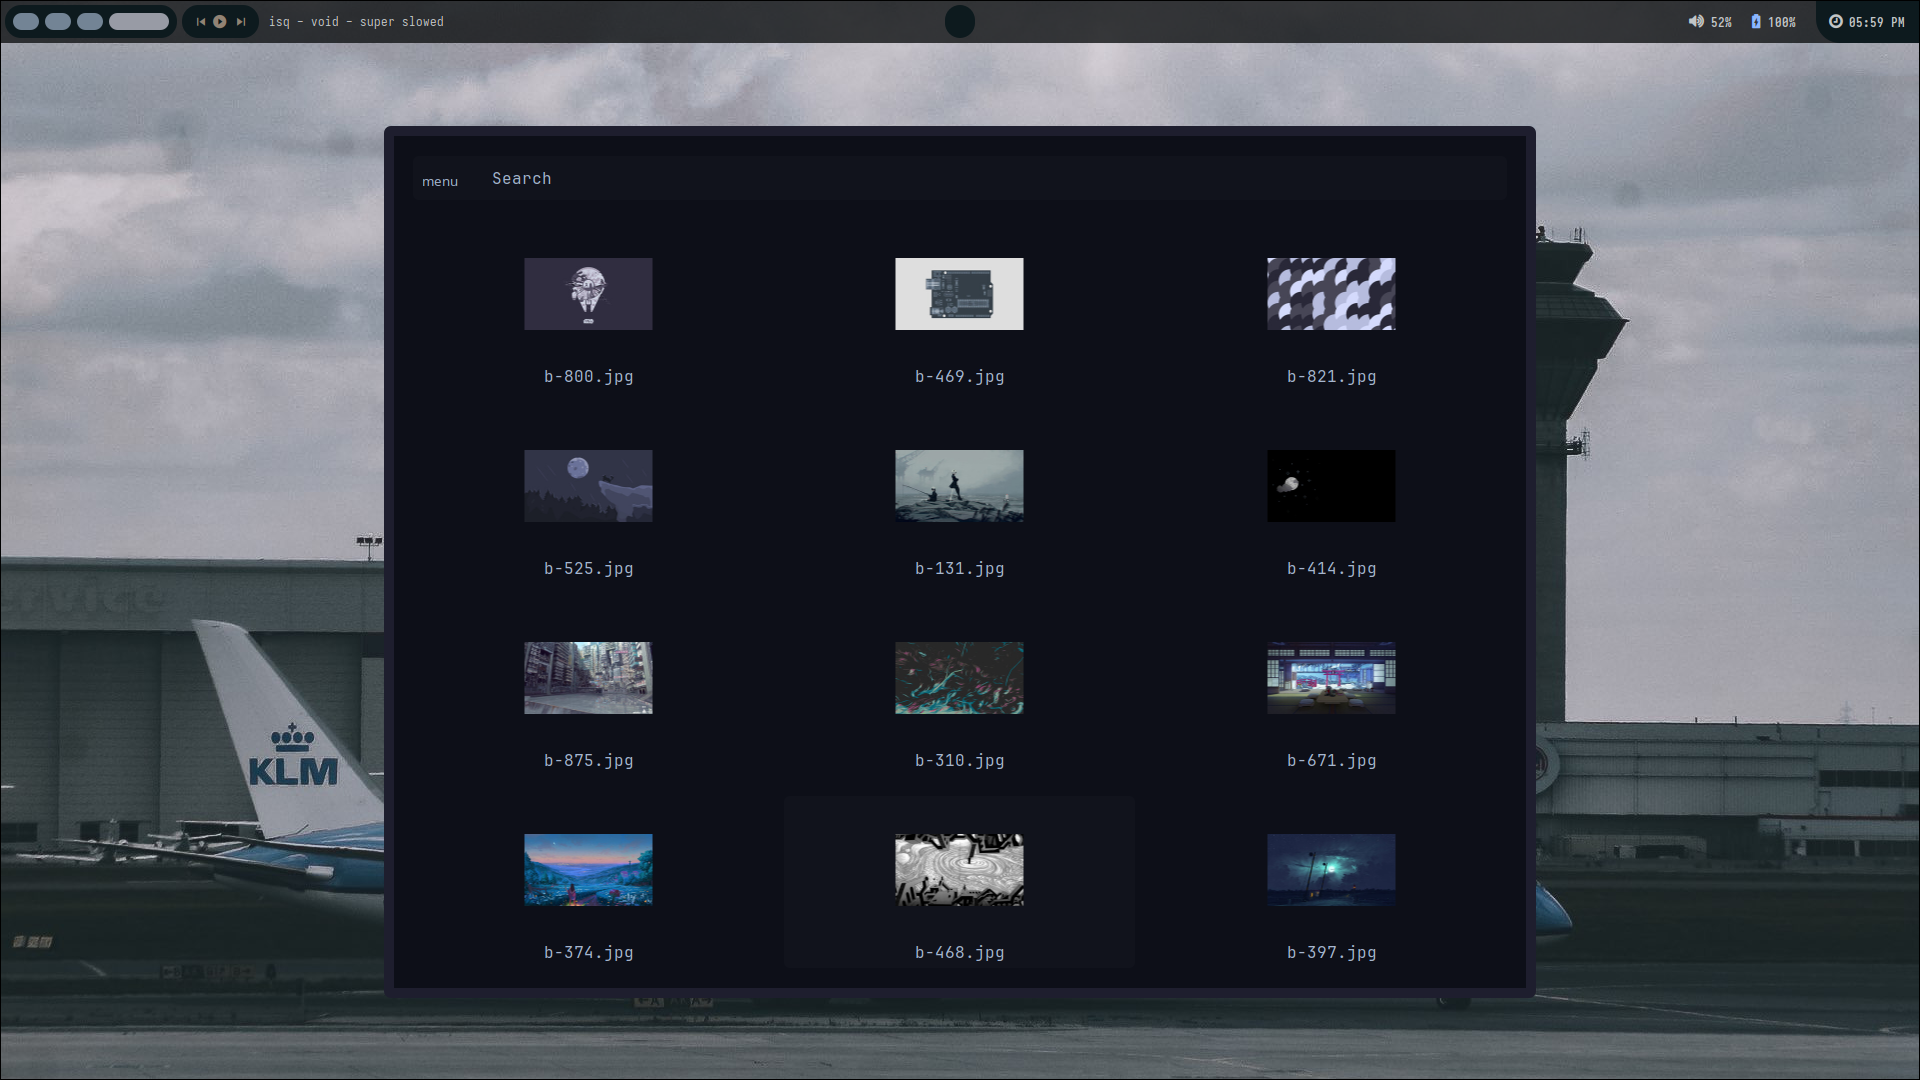 isq - void - super slowed
52%
100%
05:59 PM
menu
Search
b-800.jpg
b-469.jpg
b-821.jpg
b-525.jpg
b-131.jpg
b-414.jpg
b-875.jpg
b-310.jpg
b-671.jpg
b-374.jpg
b-468.jpg
b-397.jpg
ervice
KLM